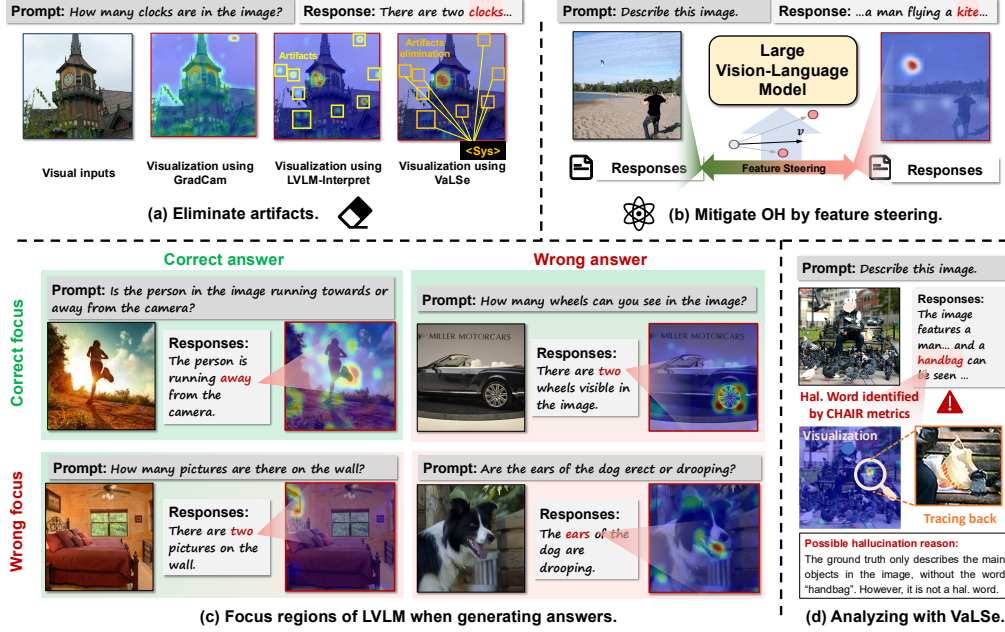 Prompt: How many clocks are in the image?
Response: There are two clocks...
Artifacts
Artifacts
elimination
<Sys>
Visual inputs
Visualization using
GradCam
Visualization using
LVLM-Interpret
Visualization using
VaLSe
(a) Eliminate artifacts.
Prompt: Describe this image.
Response: ...a man flying a kite...
Large
Vision-Language
Model
v
Responses
Feature Steering
Responses
(b) Mitigate OH by feature steering.
Correct answer
Wrong answer
Correct focus
Prompt: Is the person in the image running towards or
away from the camera?
Responses:
The person is
running away
from the
camera.
Prompt: How many wheels can you see in the image?
MILLER MOTORCARS
Responses:
There are two
wheels visible in
the image.
MILLER MOTORCARS
Wrong focus
Prompt: How many pictures are there on the wall?
Responses:
There are two
pictures on the
wall.
Prompt: Are the ears of the dog erect or drooping?
Responses:
The ears of the
dog are
drooping.
(c) Focus regions of LVLM when generating answers.
Prompt: Describe this image.
Responses:
The image
features a
man... and a
handbag can
be seen ...
Hal. Word identified
by CHAIR metrics
Visualization
Tracing back
Possible hallucination reason:
The ground truth only describes the main
objects in the image, without the word
“handbag”. However, it is not a hal. word.
(d) Analyzing with VaLSe.